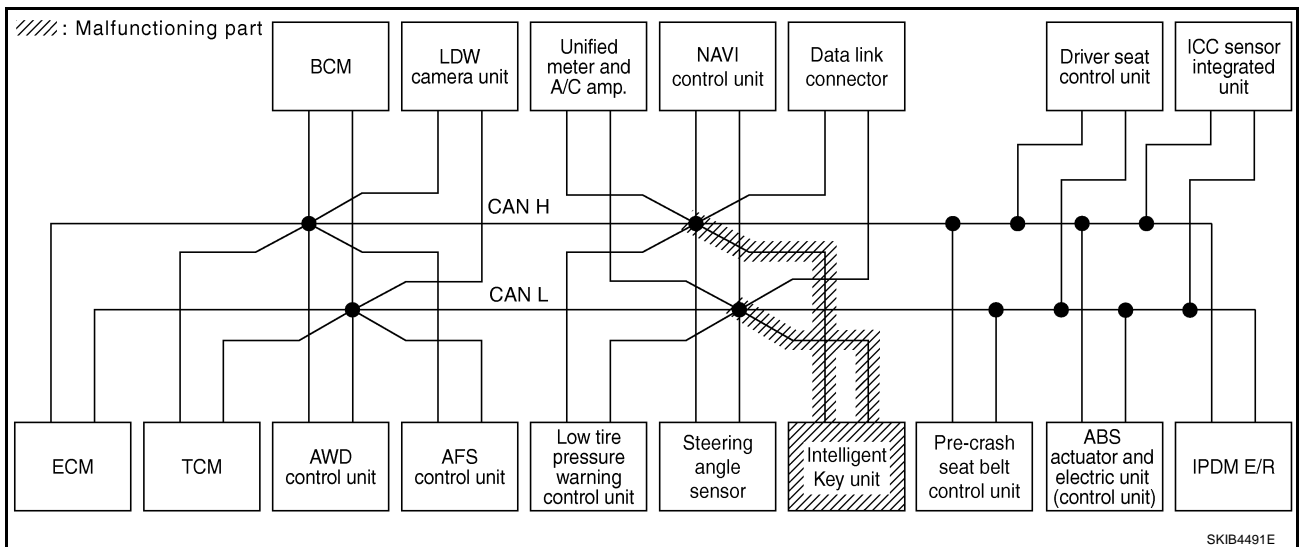 : Malfunctioning part
BCM
LDW
camera unit
Unified
meter and
A/C amp.
NAVI
control unit
Data link
connector
Driver seat
control unit
ICC sensor
integrated
unit
CAN H
CAN L
ECM
TCM
AWD
control unit
AFS
control unit
Low tire
pressure
warning
control unit
Steering
angle
sensor
Intelligent
Key unit
Pre-crash
seat belt
control unit
ABS
actuator and
electric unit
(control unit)
IPDM E/R
SKIB4491E